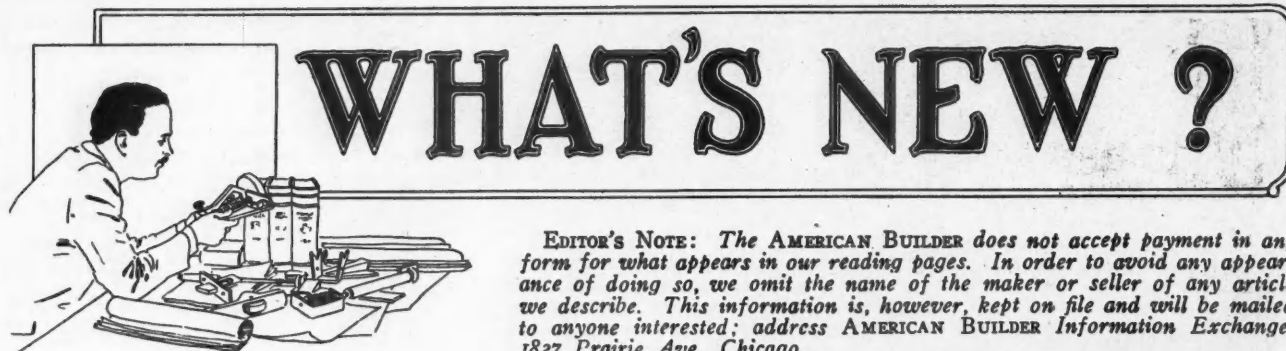 WHAT'S NEW ?
EDITOR'S NOTE: The AMERICAN BUILDER does not accept payment in an
form for what appears in our reading pages. In order to avoid any appear
ance of doing so, we omit the name of the maker or seller of any articl
we describe. This information is, however, kept on file and will be maile
to anyone interested; address AMERICAN BUILDER Information Exchange
1827 Prairie Ave., Chicago